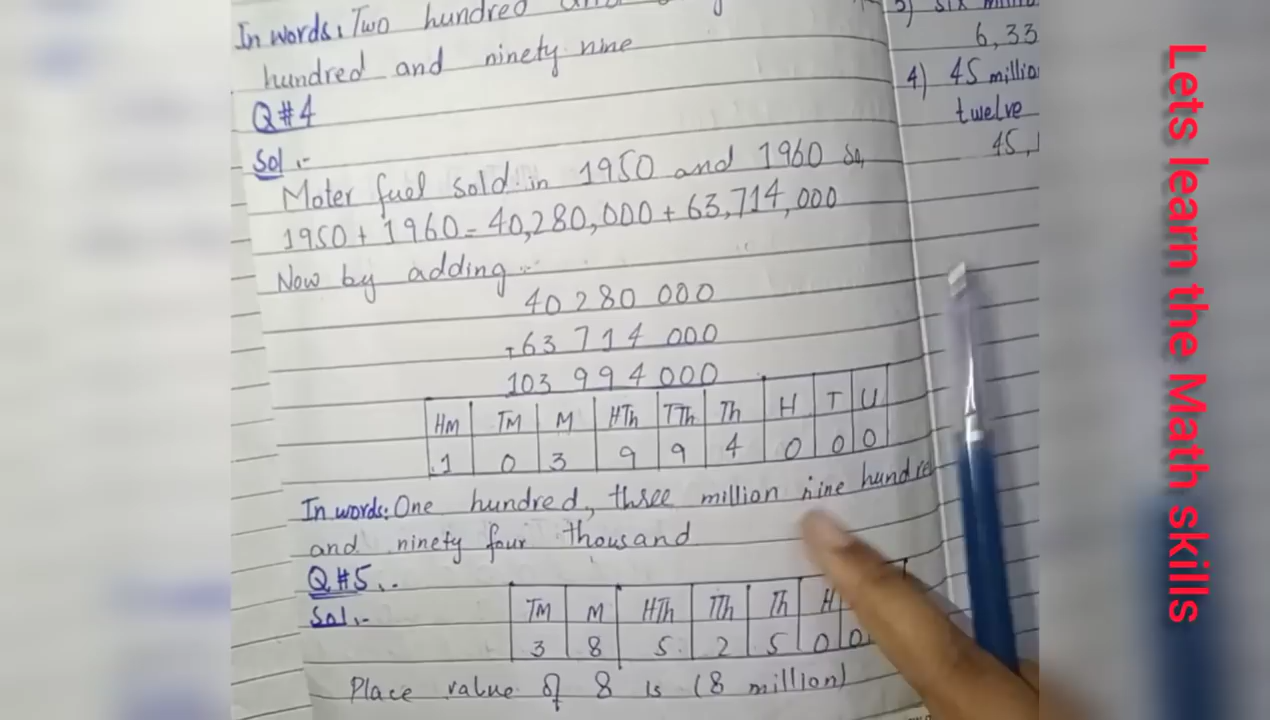 In words: Two hundred and
hundred and ninety nine
Q#4
Sol :-
Moter fuel sold in 1950 and 1960 so,
1950 + 1960 = 40,280,000 + 63,714,000
Now by adding :-
40 280 000
+63 714 000
103 994 000
HM TM M HTh TTh Th H T U
1 0 3 9 9 4 0 0 0
In words: One hundred, three million nine hundred
and ninety four thousand
Q#5..
Sol :-
TM M HTh TTh Th H
3 8 5 2 5 0 0
Place value of 8 is (8 million)
3) six
6,33
4) 45 millio
twelve
45,1
Lets learn the Math skills